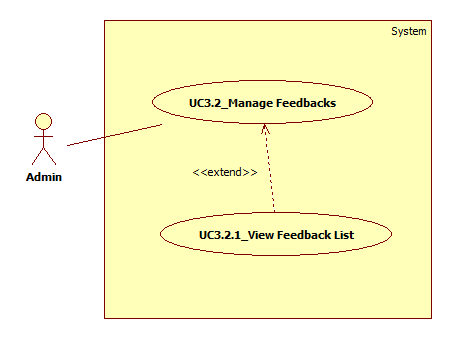 System
UC3.2_Manage Feedbacks
Admin
<<extend>>
UC3.2.1_View Feedback List